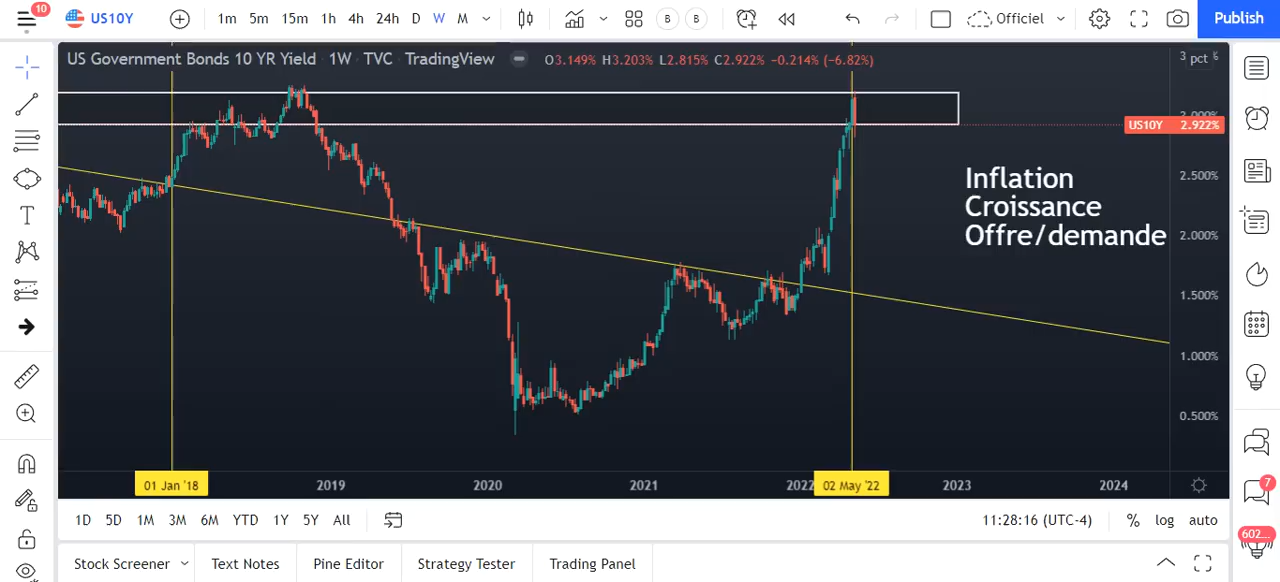 10
US10Y
1m 5m 15m 1h 4h 24h D W M
B B
Officiel
Publish
US Government Bonds 10 YR Yield · 1W · TVC · TradingView
O3.149% H3.203% L2.815% C2.922% −0.214% (−6.82%)
3 pct
US10Y 2.922%
2.500%
2.000%
1.500%
1.000%
0.500%
Inflation
Croissance
Offre/demande
01 Jan '18 2019 2020 2021 2022 02 May '22 2023 2024
1D 5D 1M 3M 6M YTD 1Y 5Y All
11:28:16 (UTC-4) % log auto
7
602...
Stock Screener Text Notes Pine Editor Strategy Tester Trading Panel